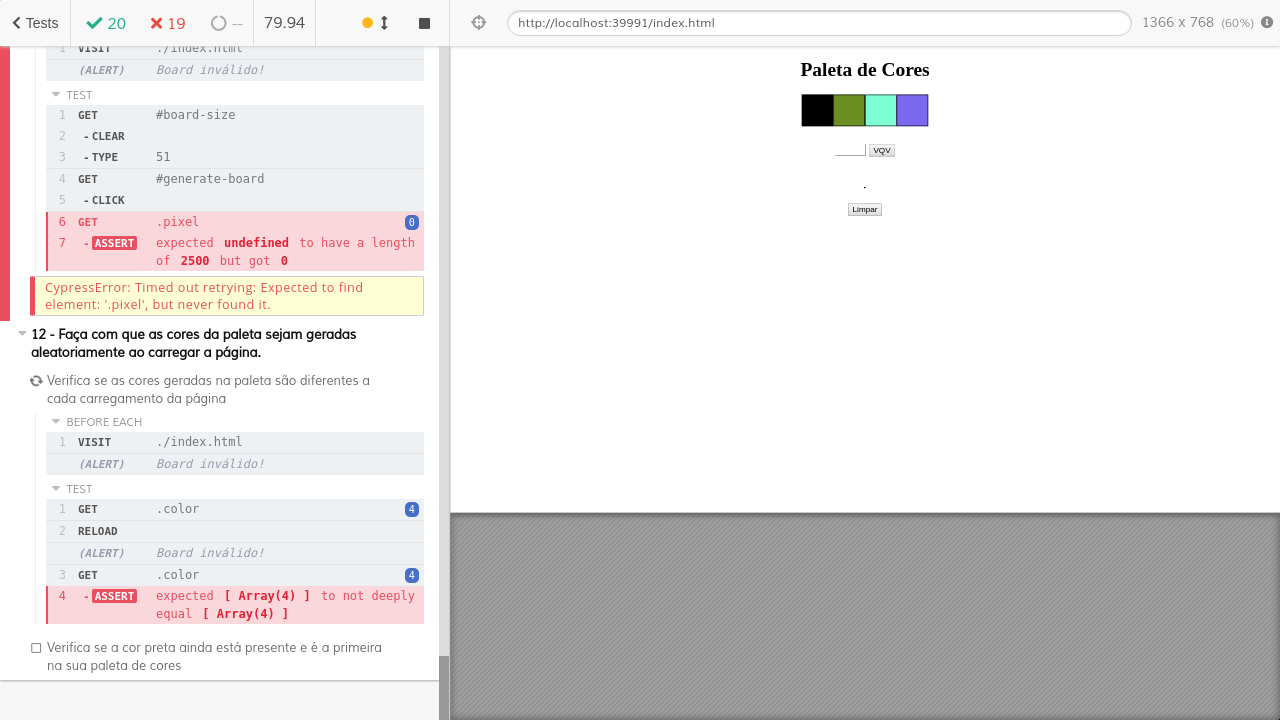 Tests
20
19
--
79.94
http://localhost:39991/index.html
1366 x 768 (60%)
1 VISIT ./index.html
(ALERT) Board inválido!
TEST
1 GET #board-size
2 -CLEAR
3 -TYPE 51
4 GET #generate-board
5 -CLICK
6 GET .pixel 0
7 -ASSERT expected undefined to have a length
of 2500 but got 0
CypressError: Timed out retrying: Expected to find
element: '.pixel', but never found it.
12 - Faça com que as cores da paleta sejam geradas
aleatoriamente ao carregar a página.
Verifica se as cores geradas na paleta são diferentes a
cada carregamento da página
BEFORE EACH
1 VISIT ./index.html
(ALERT) Board inválido!
TEST
1 GET .color 4
2 RELOAD
(ALERT) Board inválido!
3 GET .color 4
4 -ASSERT expected [ Array(4) ] to not deeply
equal [ Array(4) ]
Verifica se a cor preta ainda está presente e é a primeira
na sua paleta de cores
Paleta de Cores
VQV
Limpar